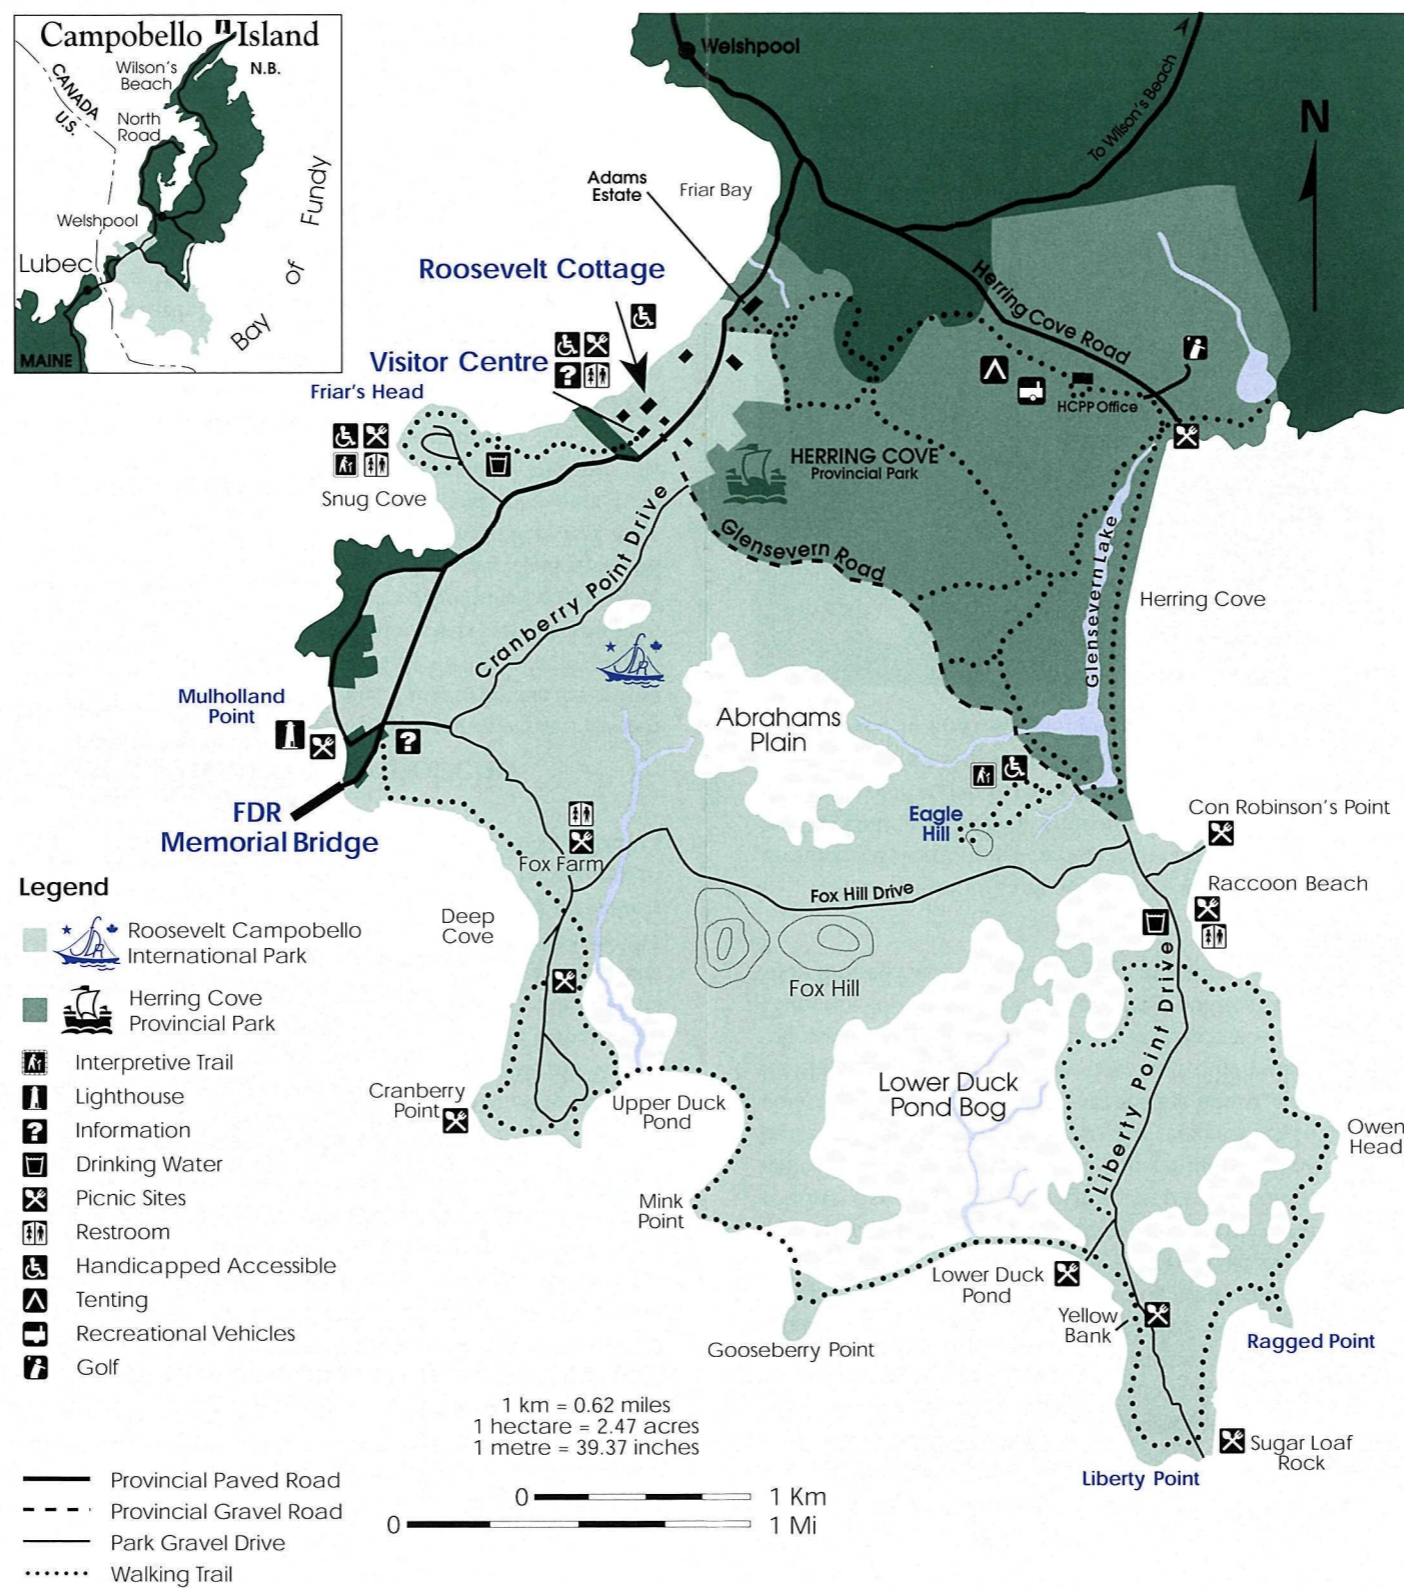 Campobello Island
N.B.
Wilson's
Beach
CANADA
U.S.
North
Road
Welshpool
Lubec
MAINE
Bay of Fundy
Welshpool
To Wilson's Beach
N
Adams
Estate
Friar Bay
Roosevelt Cottage
Herring Cove Road
Visitor Centre
Friar's Head
HCPP Office
HERRING COVE
Provincial Park
Snug Cove
Cranberry Point Drive
Glensevern Road
Glensevern Lake
Herring Cove
Mulholland
Point
Abrahams
Plain
FDR
Memorial Bridge
Eagle
Hill
Con Robinson's Point
Fox Farm
Fox Hill Drive
Raccoon Beach
Deep
Cove
Fox Hill
Liberty Point Drive
Lower Duck
Pond Bog
Cranberry
Point
Upper Duck
Pond
Owen
Head
Mink
Point
Lower Duck
Pond
Yellow
Bank
Gooseberry Point
Ragged Point
Sugar Loaf
Rock
Liberty Point
Legend
Roosevelt Campobello
International Park
Herring Cove
Provincial Park
Interpretive Trail
Lighthouse
? Information
Drinking Water
Picnic Sites
Restroom
Handicapped Accessible
Tenting
Recreational Vehicles
Golf
1 km = 0.62 miles
1 hectare = 2.47 acres
1 metre = 39.37 inches
Provincial Paved Road
Provincial Gravel Road
Park Gravel Drive
Walking Trail
0 1 Km
0 1 Mi